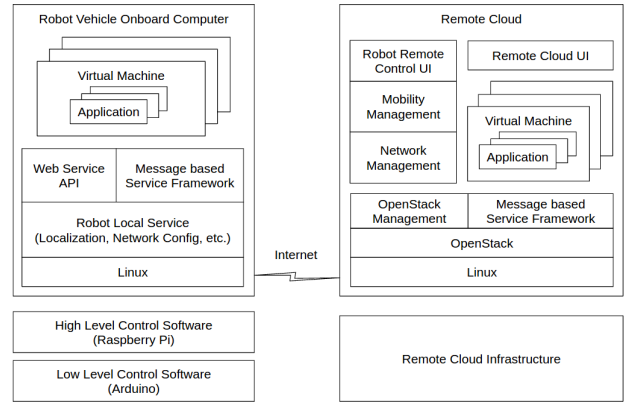 Robot Vehicle Onboard Computer
Virtual Machine
Application
Web Service
API
Message based
Service Framework
Robot Local Service
(Localization, Network Config, etc.)
Linux
High Level Control Software
(Raspberry Pi)
Low Level Control Software
(Arduino)
Internet
Remote Cloud
Robot Remote
Control UI
Remote Cloud UI
Mobility
Management
Network
Management
Virtual Machine
Application
OpenStack
Management
Message based
Service Framework
OpenStack
Linux
Remote Cloud Infrastructure